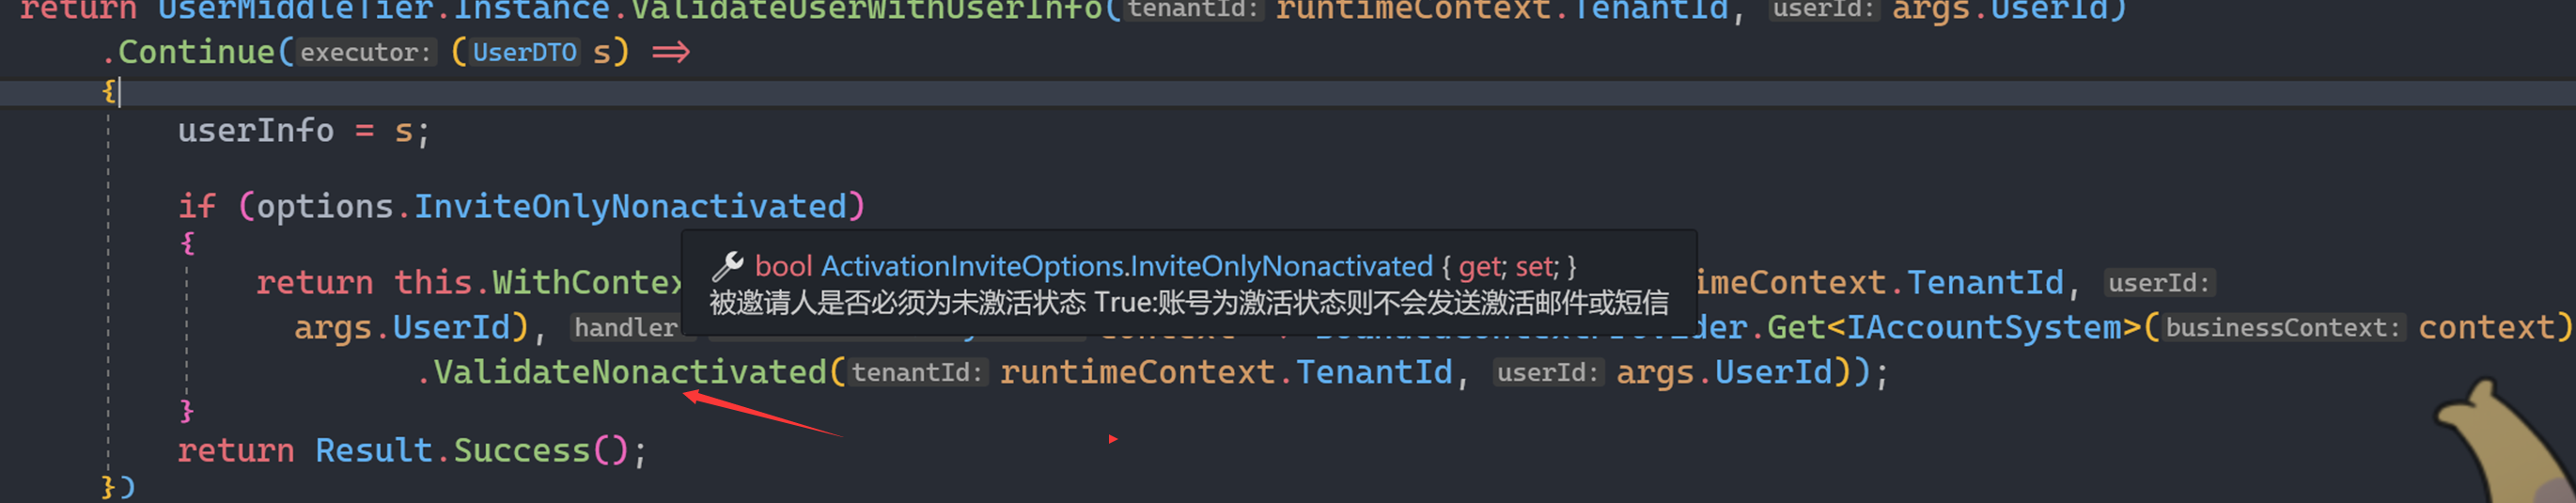 return UserMiddleTier.Instance.ValidateUserWithUserInfo(tenantId: runtimeContext.TenantId, userId: args.UserId)
.Continue(executor: (UserDTO s) =>
{
userInfo = s;
if (options.InviteOnlyNonactivated)
{
bool ActivationInviteOptions.InviteOnlyNonactivated { get; set; }
被邀请人是否必须为未激活状态 True:账号为激活状态则不会发送激活邮件或短信
return this.WithContex imeContext.TenantId, userId:
args.UserId), handler der.Get<IAccountSystem>(businessContext: context)
.ValidateNonactivated(tenantId: runtimeContext.TenantId, userId: args.UserId));
}
return Result.Success();
})